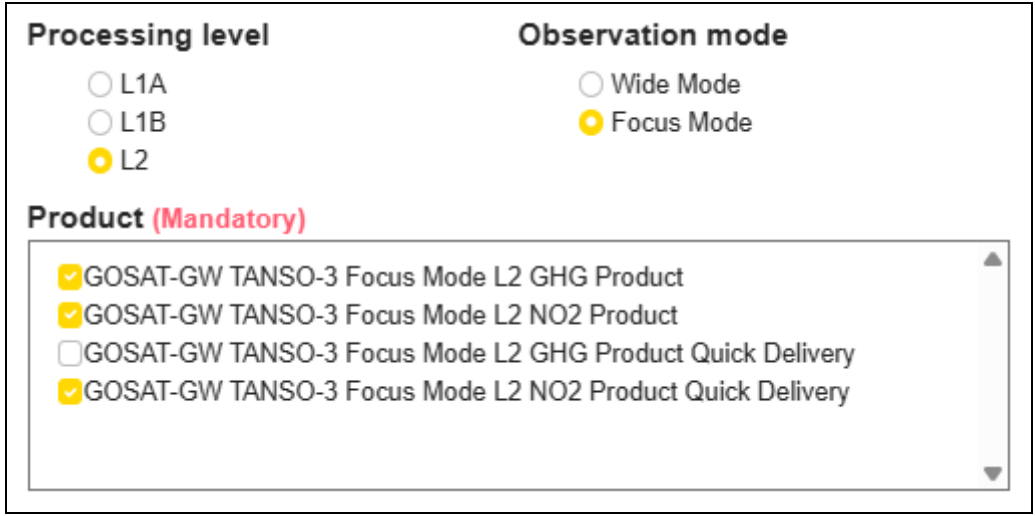 Processing level
L1A
L1B
L2
Observation mode
Wide Mode
Focus Mode
Product (Mandatory)
GOSAT-GW TANSO-3 Focus Mode L2 GHG Product
GOSAT-GW TANSO-3 Focus Mode L2 NO2 Product
GOSAT-GW TANSO-3 Focus Mode L2 GHG Product Quick Delivery
GOSAT-GW TANSO-3 Focus Mode L2 NO2 Product Quick Delivery